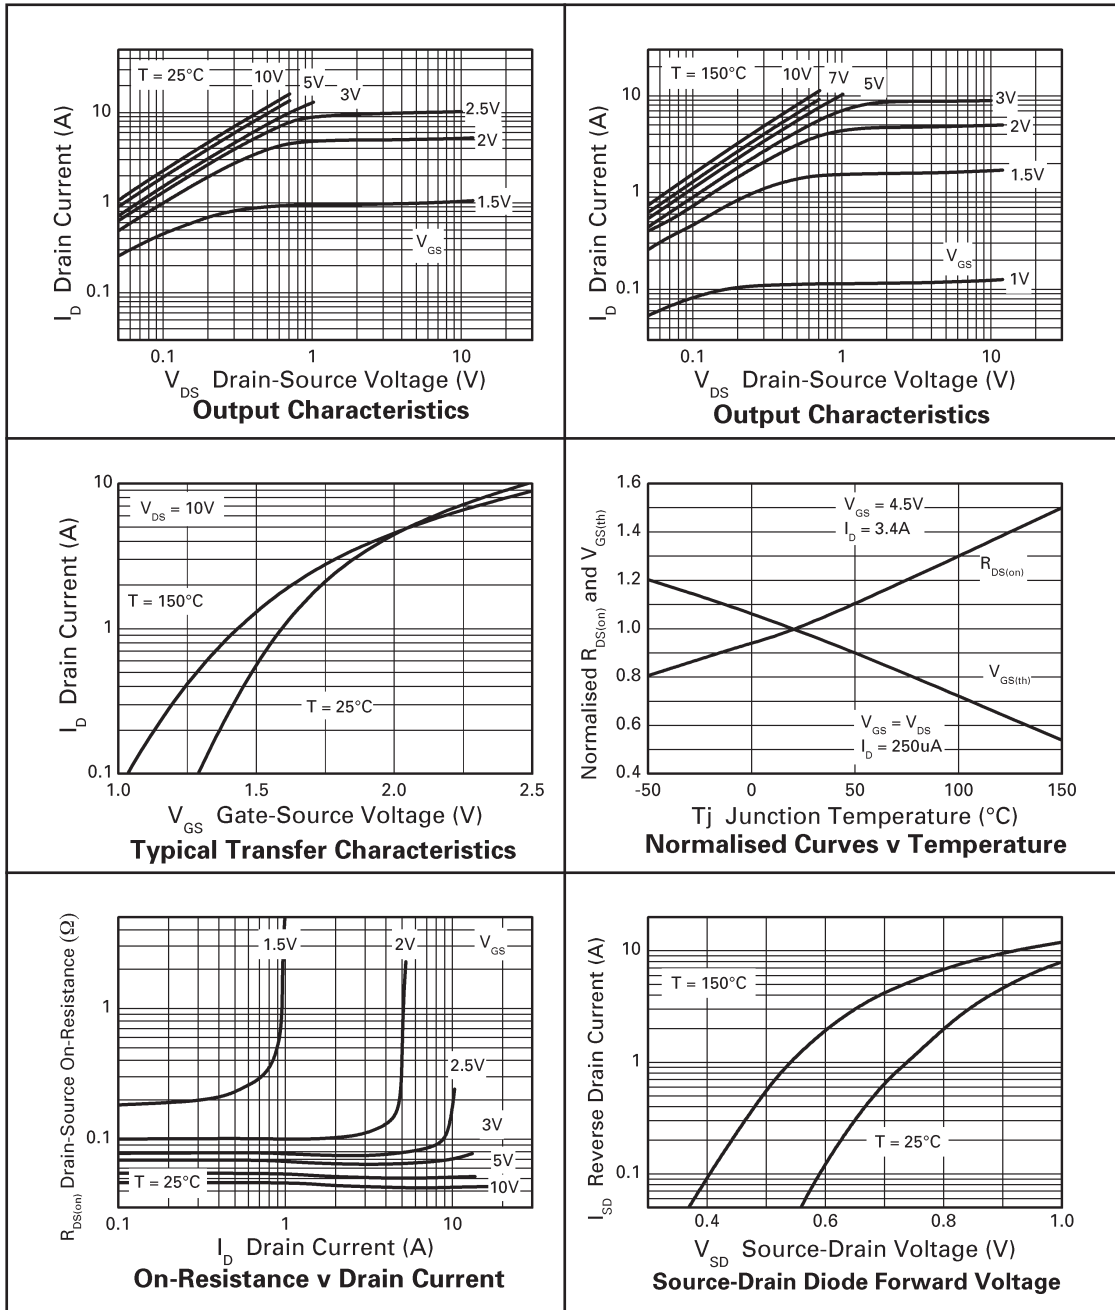 T = 25°C
10V
5V
3V
2.5V
2V
1.5V
V_GS
10
1
0.1
I_D Drain Current (A)
0.1 1 10
V_DS Drain-Source Voltage (V)
Output Characteristics
T = 150°C
10V
7V
5V
3V
2V
1.5V
V_GS
1V
10
1
0.1
I_D Drain Current (A)
0.1 1 10
V_DS Drain-Source Voltage (V)
Output Characteristics
10
1
0.1
I_D Drain Current (A)
V_DS = 10V
T = 150°C
T = 25°C
1.0 1.5 2.0 2.5
V_GS Gate-Source Voltage (V)
Typical Transfer Characteristics
1.6
1.4
1.2
1.0
0.8
0.6
0.4
Normalised R_DS(on) and V_GS(th)
V_GS = 4.5V
I_D = 3.4A
R_DS(on)
V_GS(th)
V_GS = V_DS
I_D = 250uA
-50 0 50 100 150
Tj Junction Temperature (°C)
Normalised Curves v Temperature
R_DS(on) Drain-Source On-Resistance (Ω)
1
0.1
1.5V
2V
V_GS
2.5V
3V
5V
10V
T = 25°C
0.1 1 10
I_D Drain Current (A)
On-Resistance v Drain Current
I_SD Reverse Drain Current (A)
10
1
0.1
T = 150°C
T = 25°C
0.4 0.6 0.8 1.0
V_SD Source-Drain Voltage (V)
Source-Drain Diode Forward Voltage